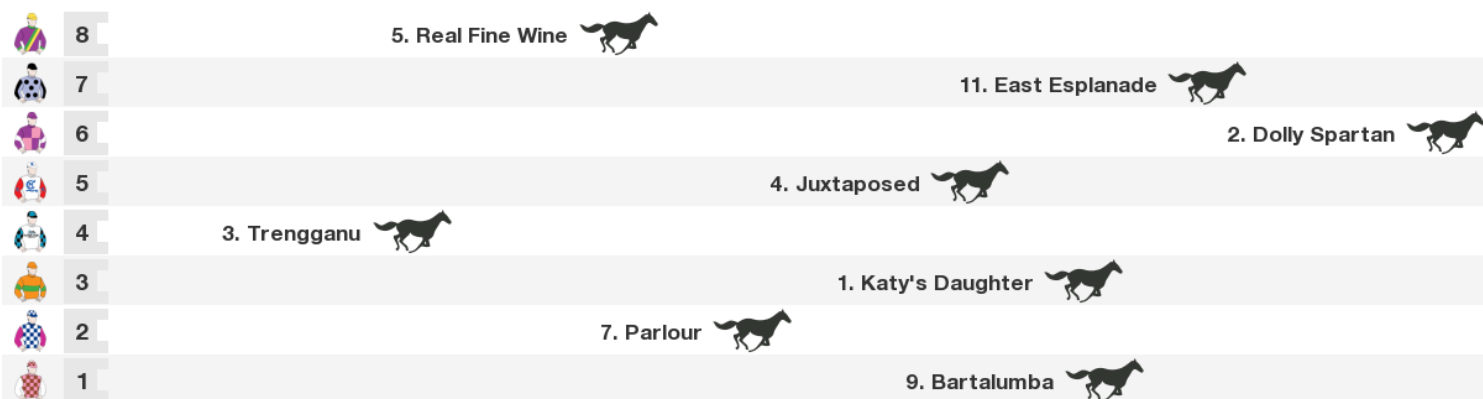 8 5. Real Fine Wine
7 11. East Esplanade
6 2. Dolly Spartan
5 4. Juxtaposed
4 3. Trengganu
3 1. Katy's Daughter
2 7. Parlour
1 9. Bartalumba